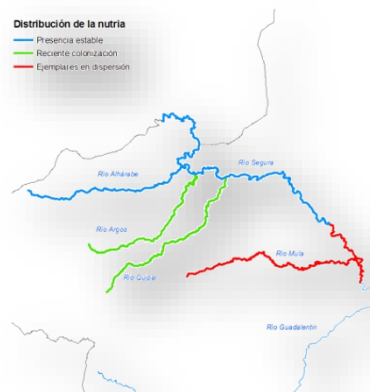 Distribución de la nutria
Presencia estable
Reciente colonización
Ejemplares en dispersión
Río Alhárabe
Río Segura
Río Argos
Río Quípar
Río Mula
Río Guadalentín